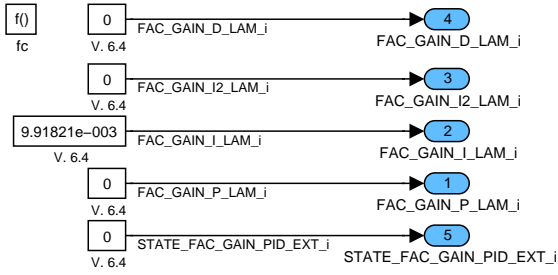 f()
fc
0
V. 6.4
FAC_GAIN_D_LAM_i
4
FAC_GAIN_D_LAM_i
0
V. 6.4
FAC_GAIN_I2_LAM_i
3
FAC_GAIN_I2_LAM_i
9.91821e−003
V. 6.4
FAC_GAIN_I_LAM_i
2
FAC_GAIN_I_LAM_i
0
V. 6.4
FAC_GAIN_P_LAM_i
1
FAC_GAIN_P_LAM_i
0
V. 6.4
STATE_FAC_GAIN_PID_EXT_i
5
STATE_FAC_GAIN_PID_EXT_i